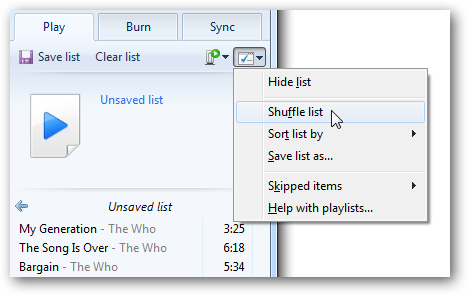 Play Burn Sync
Save list Clear list
Unsaved list
Hide list
Shuffle list
Sort list by
Save list as...
Skipped items
Help with playlists...
Unsaved list
My Generation - The Who 3:25
The Song Is Over - The Who 6:18
Bargain - The Who 5:34